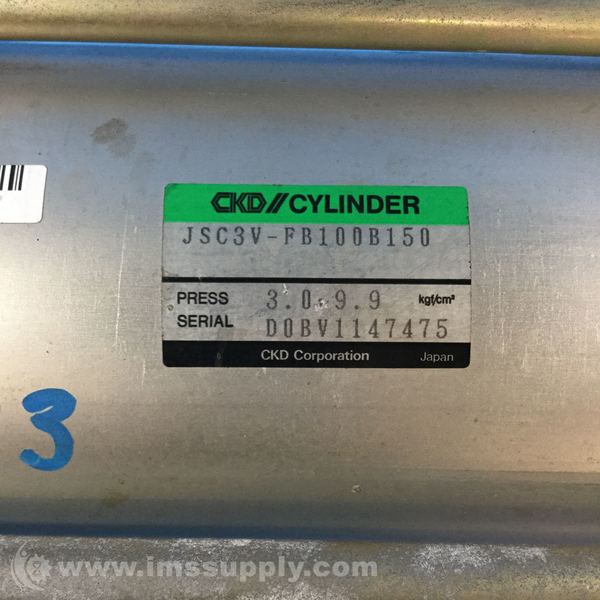 CKD//CYLINDER
JSC3V-FB100B150
PRESS 3.0-9.9 kgf/cm²
SERIAL D0BV1147475
CKD Corporation Japan
3
www.imssupply.com